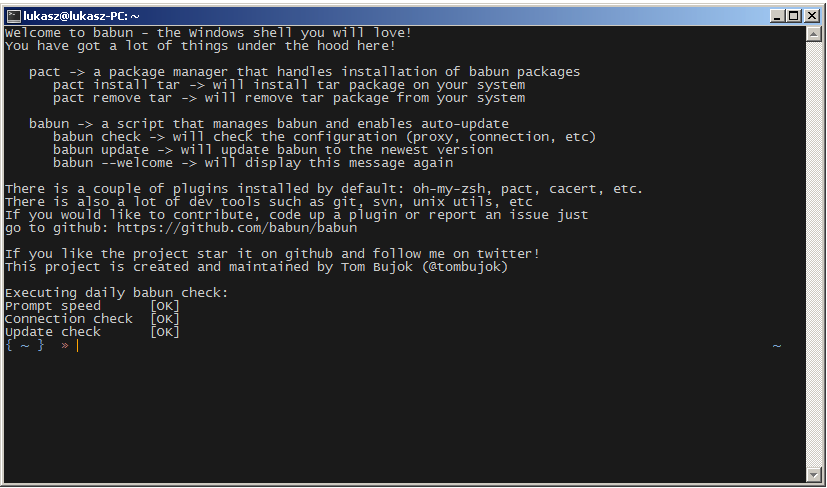 lukasz@lukasz-PC: ~
Welcome to babun - the Windows shell you will love!
You have got a lot of things under the hood here!
pact -> a package manager that handles installation of babun packages
pact install tar -> will install tar package on your system
pact remove tar -> will remove tar package from your system
babun -> a script that manages babun and enables auto-update
babun check -> will check the configuration (proxy, connection, etc)
babun update -> will update babun to the newest version
babun --welcome -> will display this message again
There is a couple of plugins installed by default: oh-my-zsh, pact, cacert, etc.
There is also a lot of dev tools such as git, svn, unix utils, etc
If you would like to contribute, code up a plugin or report an issue just
go to github: https://github.com/babun/babun
If you like the project star it on github and follow me on twitter!
This project is created and maintained by Tom Bujok (@tombujok)
Executing daily babun check:
Prompt speed [OK]
Connection check [OK]
Update check [OK]
{ ~ } » ~